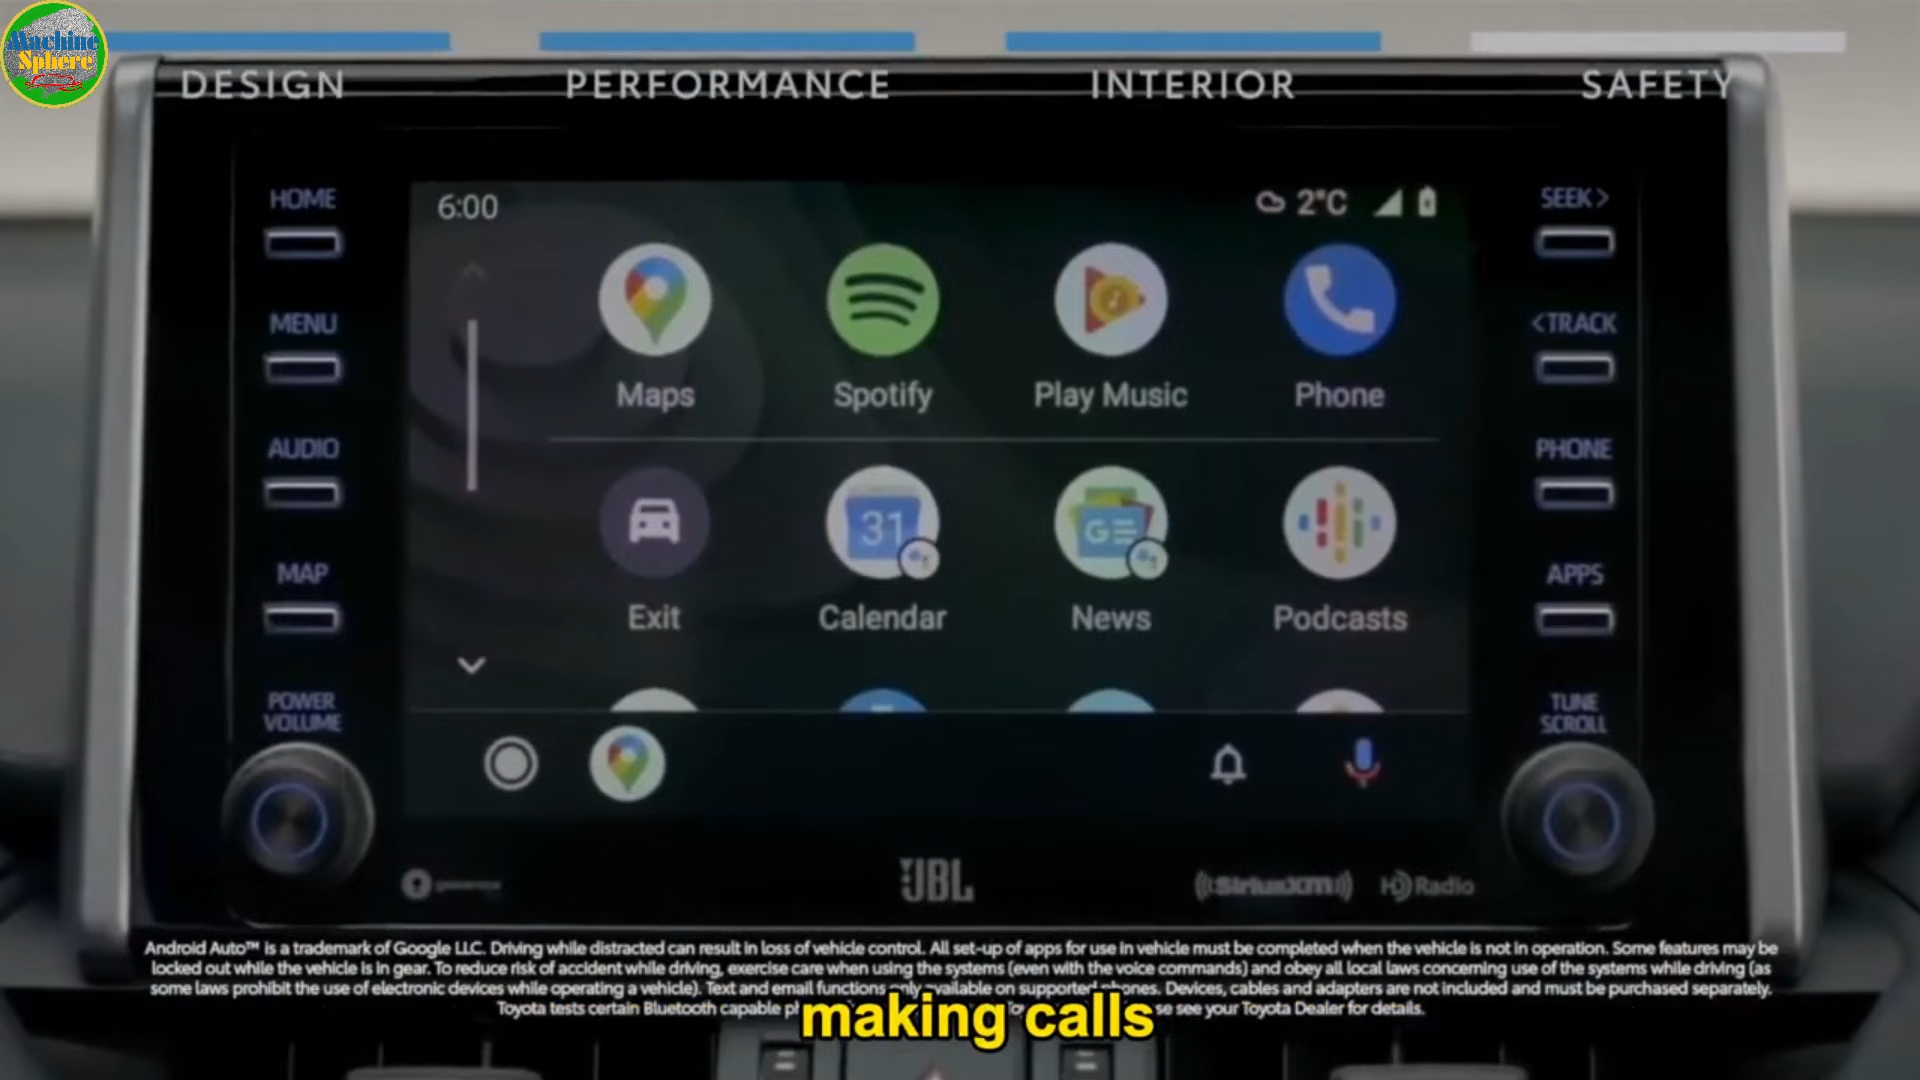 Machine
Sphere
DESIGN PERFORMANCE INTERIOR SAFETY
HOME
MENU
AUDIO
MAP
POWER
VOLUME
6:00 2°C
Maps Spotify Play Music Phone
Exit Calendar News Podcasts
31
G
SEEK >
< TRACK
PHONE
APPS
TUNE
SCROLL
JBL
((SiriusXM)) HD Radio
Android Auto™ is a trademark of Google LLC. Driving while distracted can result in loss of vehicle control. All set-up of apps for use in vehicle must be completed when the vehicle is not in operation. Some features may be
locked out while the vehicle is in gear. To reduce risk of accident while driving, exercise care when using the systems (even with the voice commands) and obey all local laws concerning use of the systems while driving (as
some laws prohibit the use of electronic devices while operating a vehicle). Text and email functions only available on supported phones. Devices, cables and adapters are not included and must be purchased separately.
Toyota tests certain Bluetooth capable see your Toyota Dealer for details.
making calls